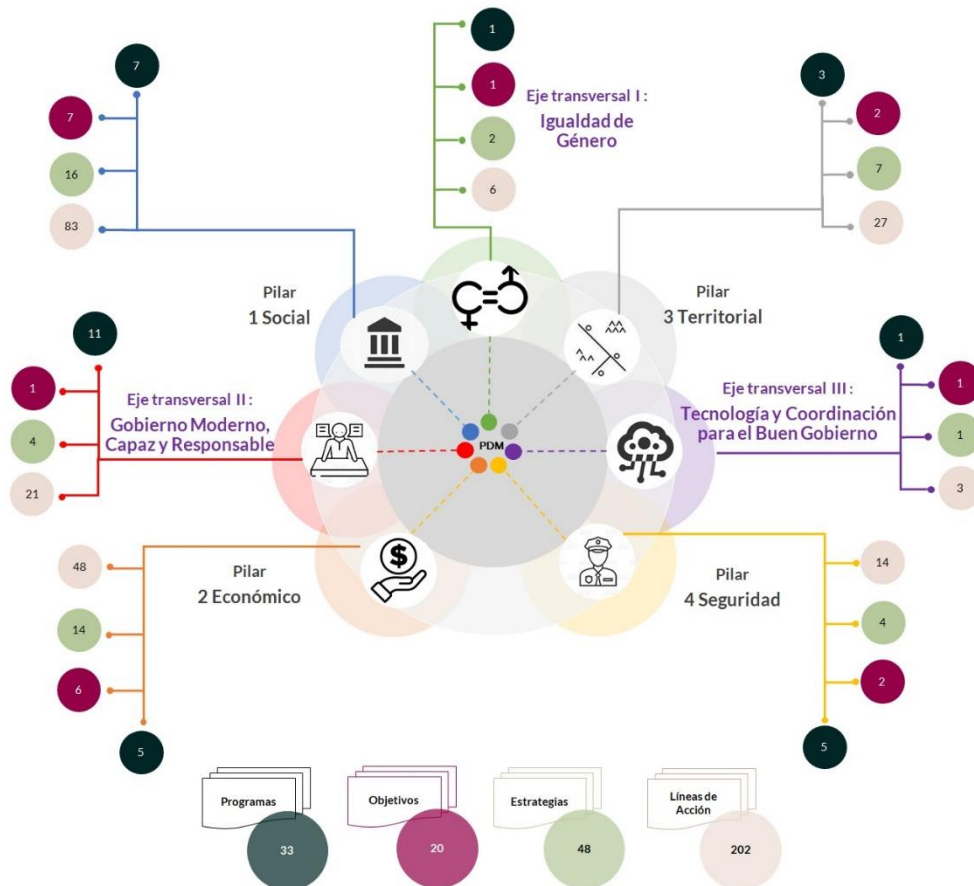 1
7
3
1
Eje transversal I :
Igualdad de
Género
7
2
2
7
16
6
27
83
Pilar
1 Social
Pilar
3 Territorial
11
1
1
Eje transversal II :
Gobierno Moderno,
Capaz y Responsable
4
21
PDM
Eje transversal III :
Tecnología y Coordinación
para el Buen Gobierno
1
1
3
48
Pilar
2 Económico
14
6
5
$
Pilar
4 Seguridad
14
4
2
5
Programas
33
Objetivos
20
Estrategias
48
Líneas de
Acción
202